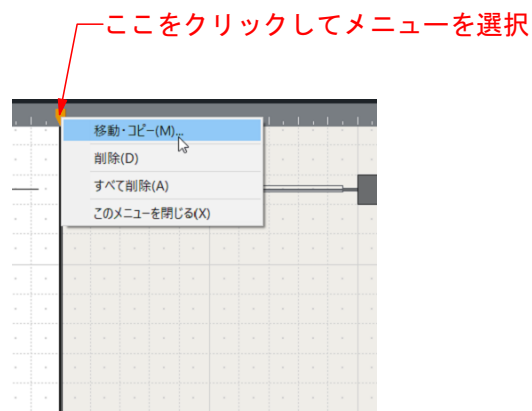 ここをクリックしてメニューを選択
移動・コピー(M)...
削除(D)
すべて削除(A)
このメニューを閉じる(X)